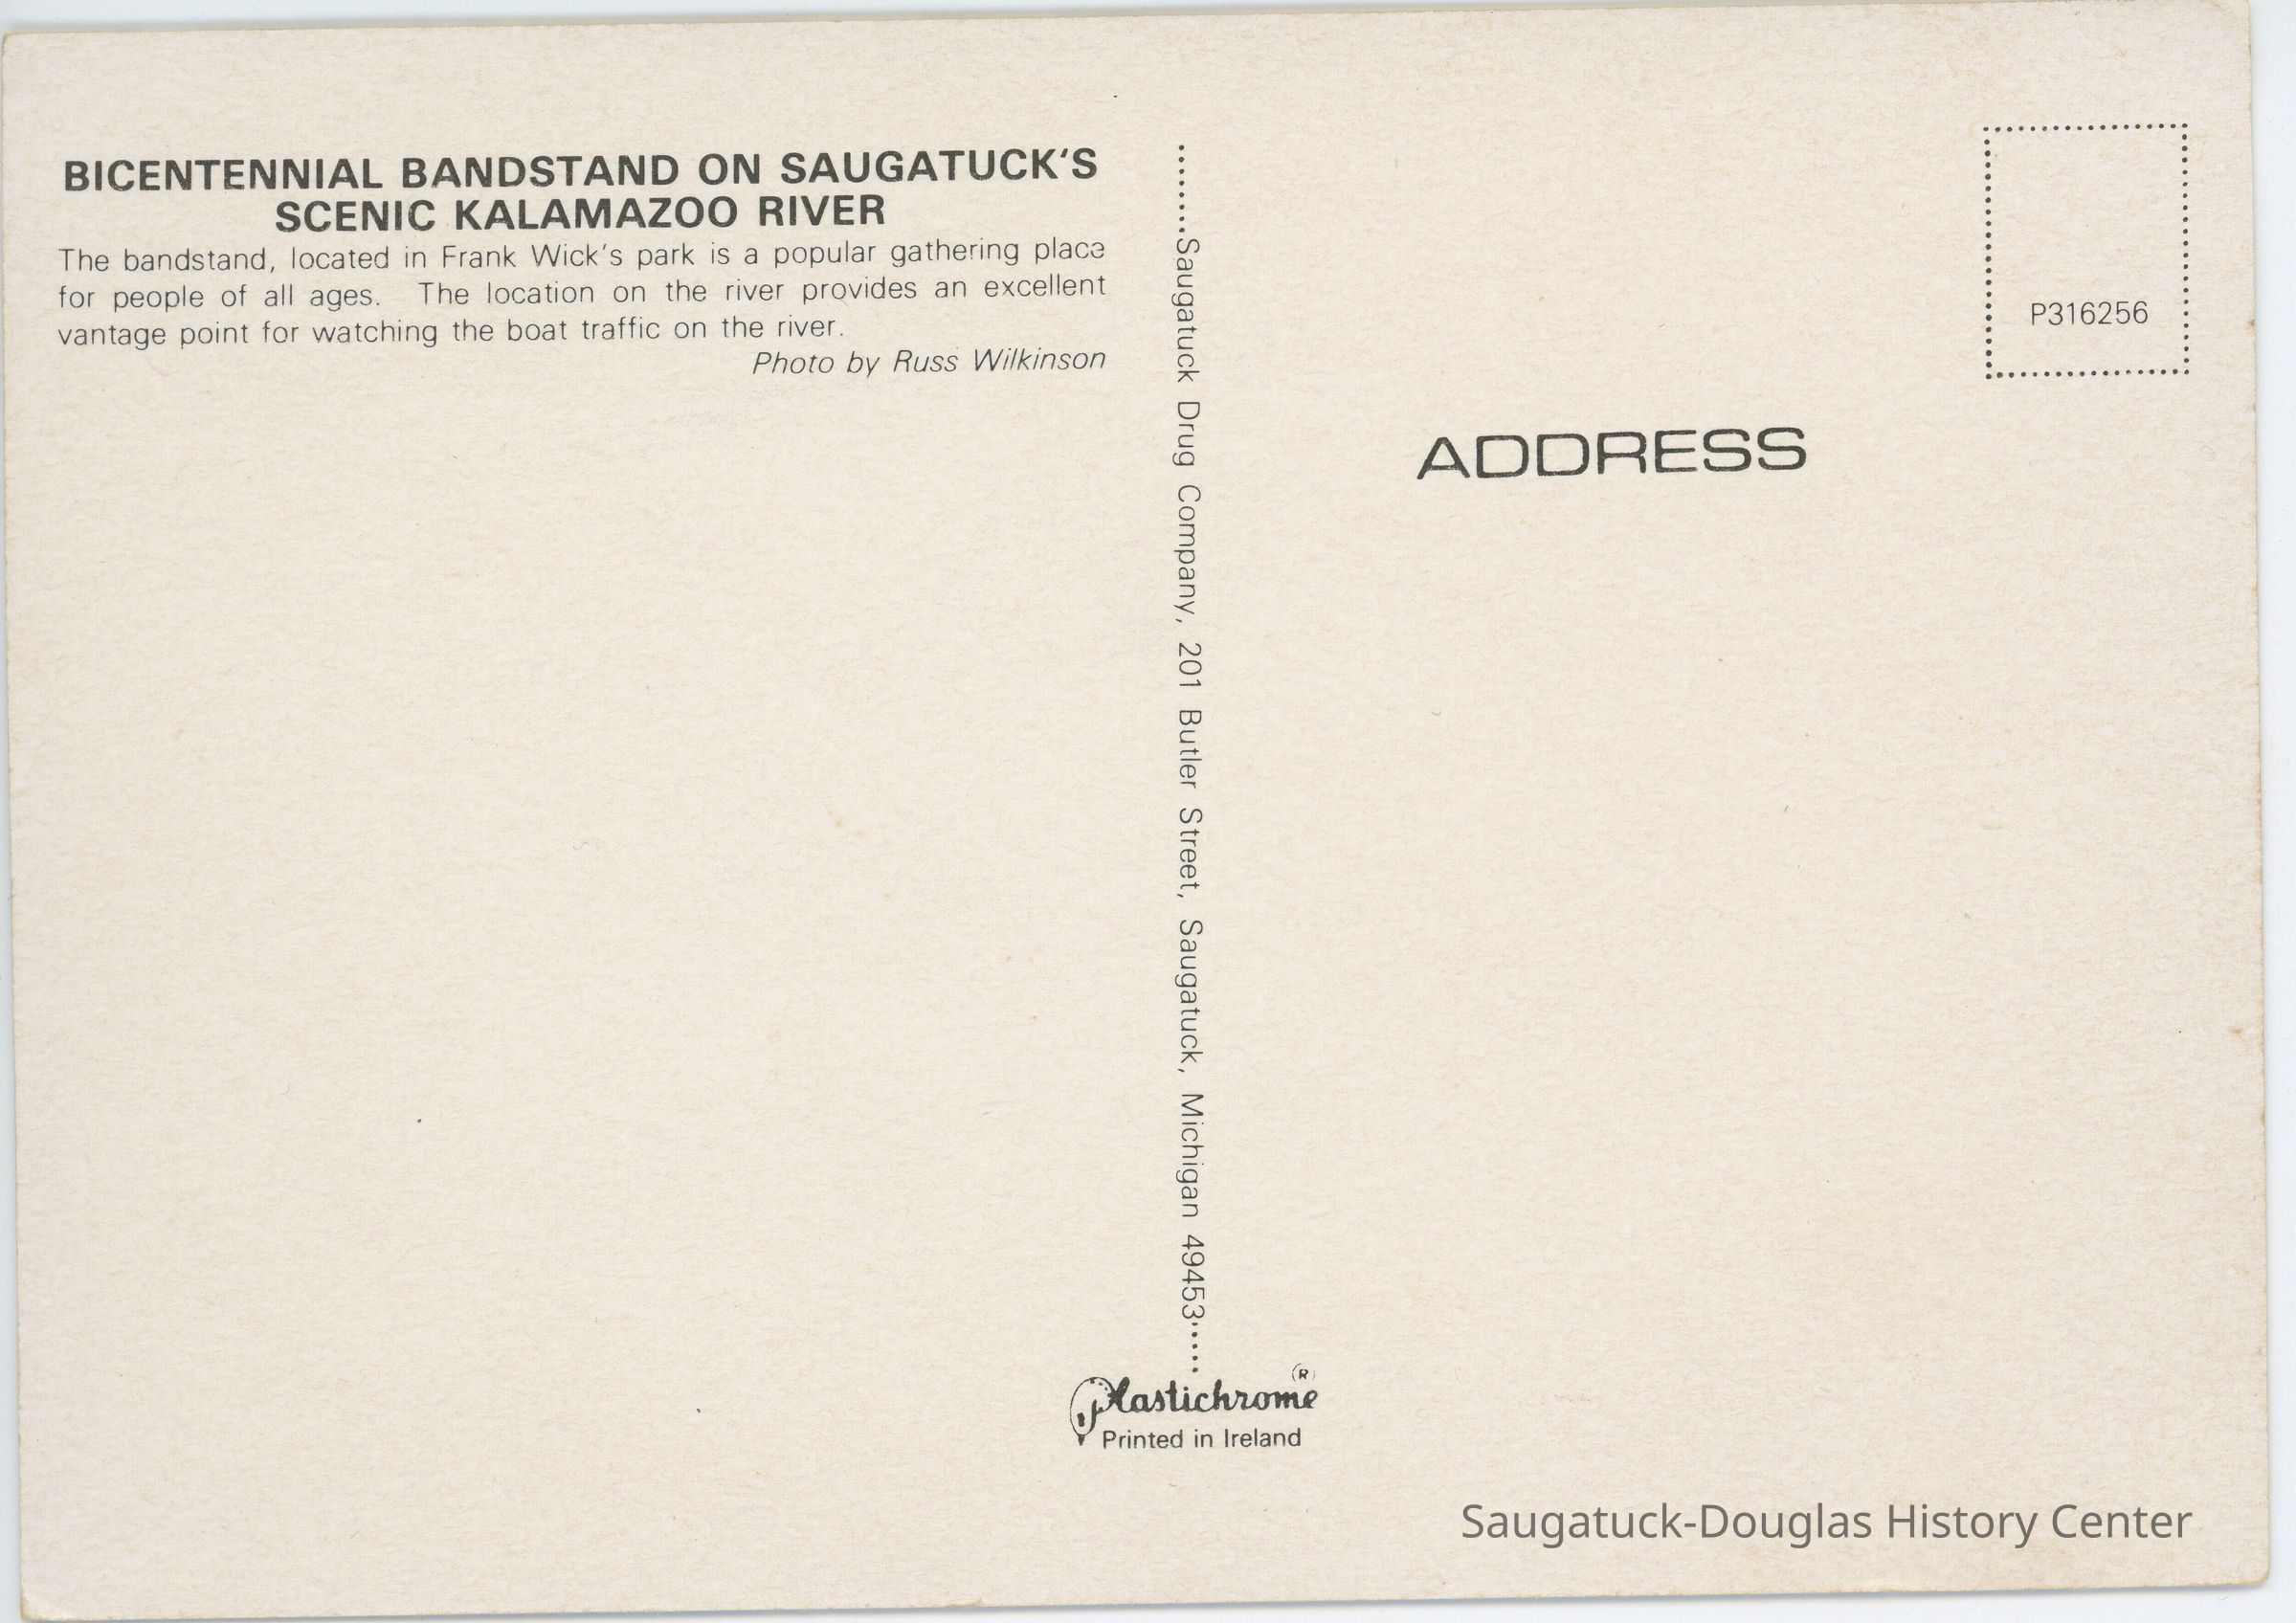 BICENTENNIAL BANDSTAND ON SAUGATUCK'S
SCENIC KALAMAZOO RIVER
The bandstand, located in Frank Wick's park is a popular gathering place
for people of all ages. The location on the river provides an excellent
vantage point for watching the boat traffic on the river.
Photo by Russ Wilkinson
........Saugatuck Drug Company, 201 Butler Street, Saugatuck, Michigan 49453.....
P316256
ADDRESS
Plastichrome®
Printed in Ireland
Saugatuck-Douglas History Center